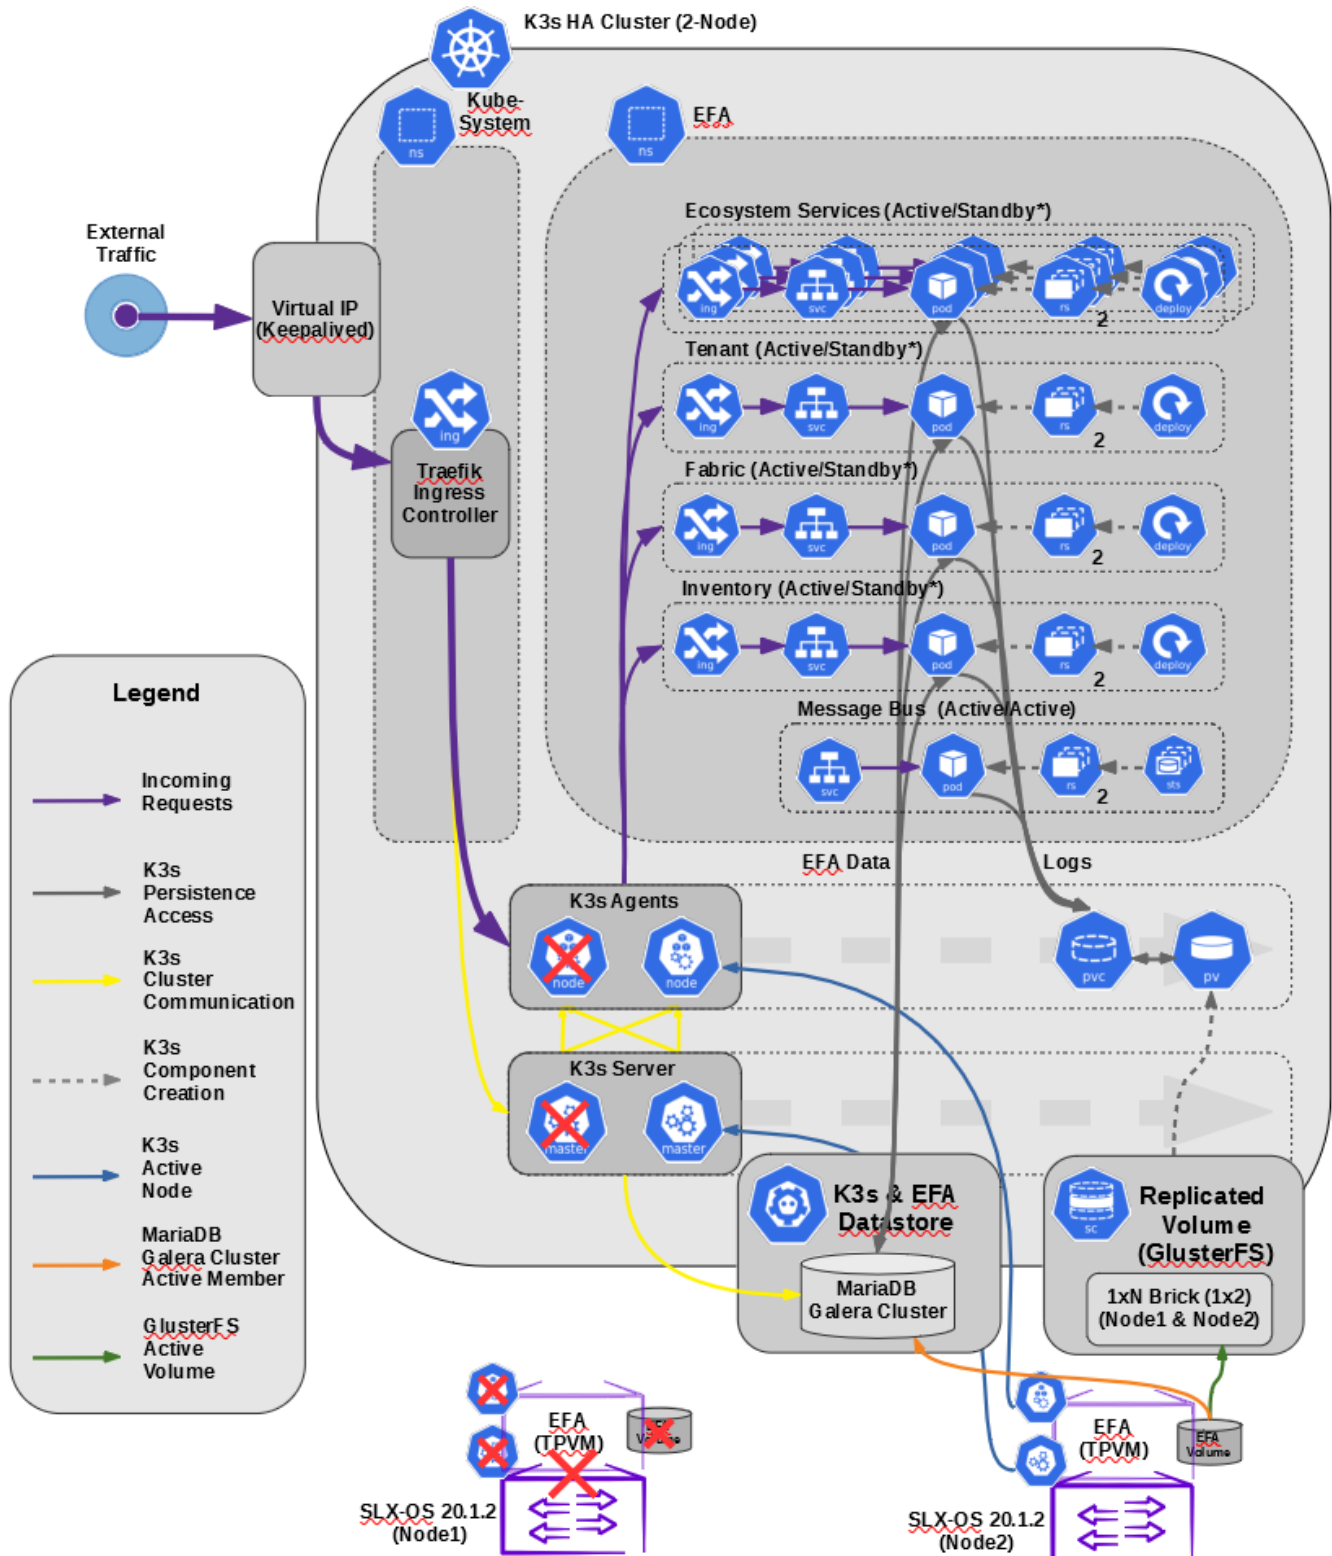 K3s HA Cluster (2-Node)
Kube-
System
ns
EFA
ns
Ecosystem Services (Active/Standby*)
ing
svc
pod
rs
2
deploy
External
Traffic
Virtual IP
(Keepalived)
Tenant (Active/Standby*)
ing
svc
pod
rs
2
deploy
ing
Traefik
Ingress
Controller
Fabric (Active/Standby*)
ing
svc
pod
rs
2
deploy
Inventory (Active/Standby*)
ing
svc
pod
rs
2
deploy
Message Bus (Active/Active)
svc
pod
rs
2
sts
EFA Data
Logs
K3s Agents
node
node
pvc
pv
K3s Server
master
master
K3s & EFA
Datastore
MariaDB
Galera Cluster
sc
Replicated
Volume
(GlusterFS)
1xN Brick (1x2)
(Node1 & Node2)
Legend
Incoming
Requests
K3s
Persistence
Access
K3s
Cluster
Communication
K3s
Component
Creation
K3s
Active
Node
MariaDB
Galera Cluster
Active Member
GlusterFS
Active
Volume
EFA
(TPVM)
EFA
Volume
SLX-OS 20.1.2
(Node1)
EFA
(TPVM)
EFA
Volume
SLX-OS 20.1.2
(Node2)